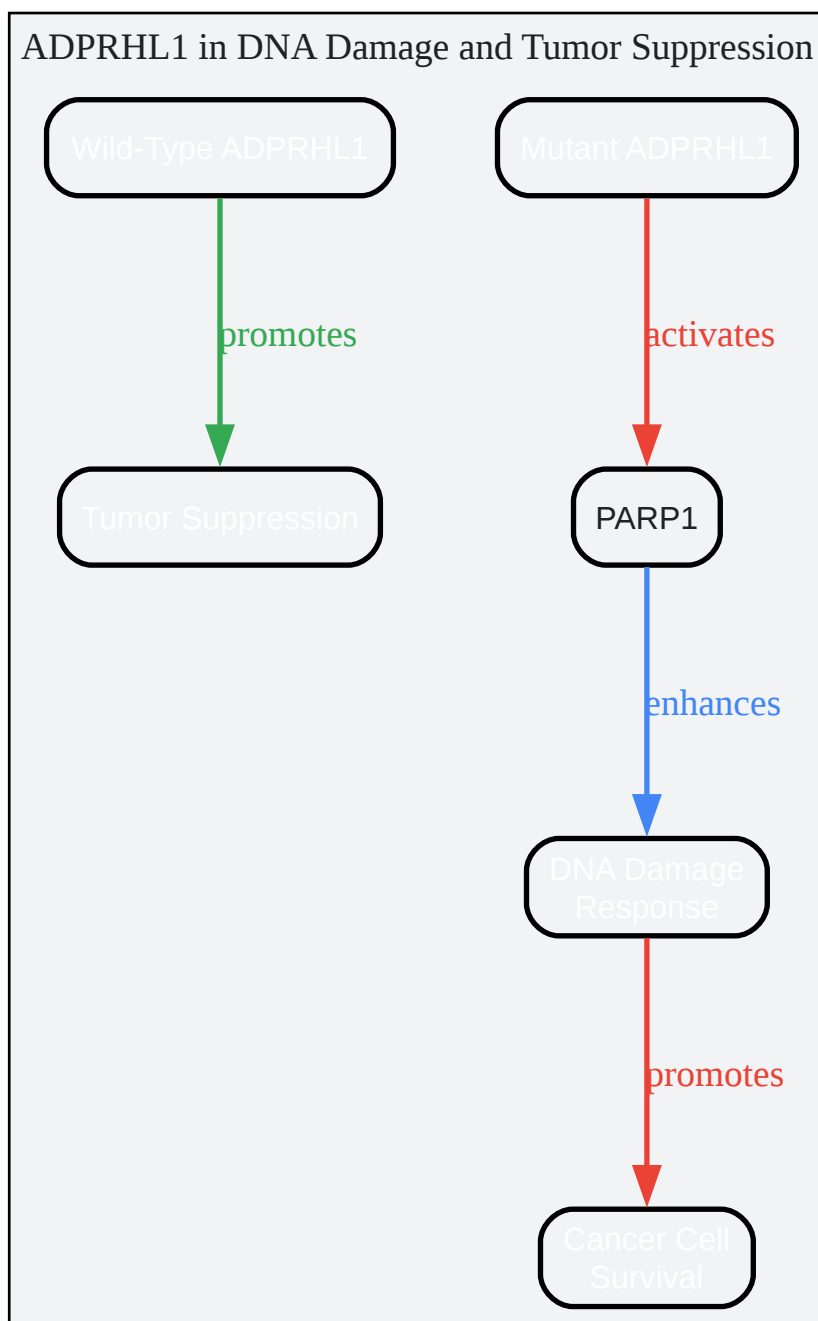 ADPRHL1 in DNA Damage and Tumor Suppression
Wild-Type ADPRHL1
Mutant ADPRHL1
promotes
activates
Tumor Suppression
PARP1
enhances
DNA Damage
Response
promotes
Cancer Cell
Survival